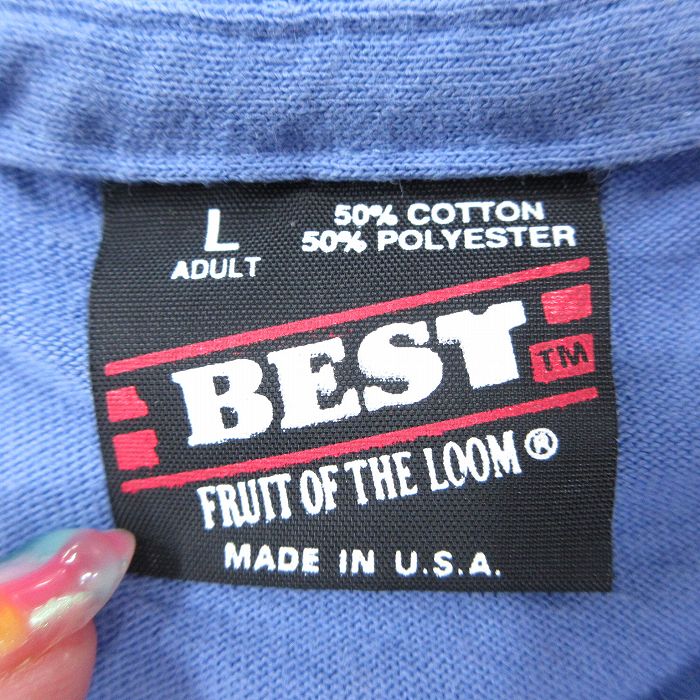 L
ADULT
50% COTTON
50% POLYESTER
BEST
TM
FRUIT OF THE LOOM®
MADE IN U.S.A.